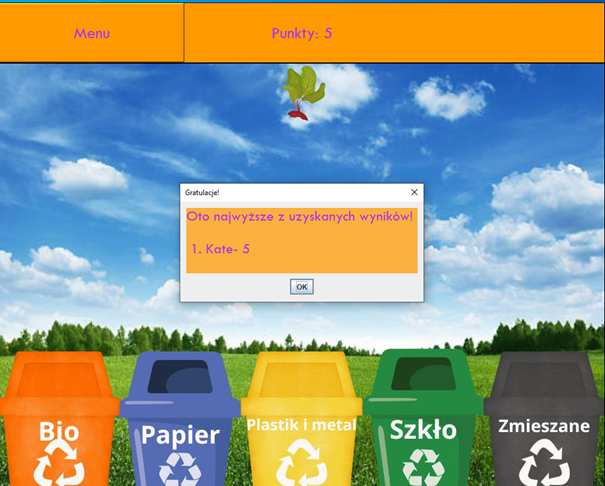 Menu
Punkty: 5
Gratulacje!
Oto najwyższe z uzyskanych wyników!
1. Kate- 5
OK
Bio
Papier
Plastik i metal
Szkło
Zmieszane